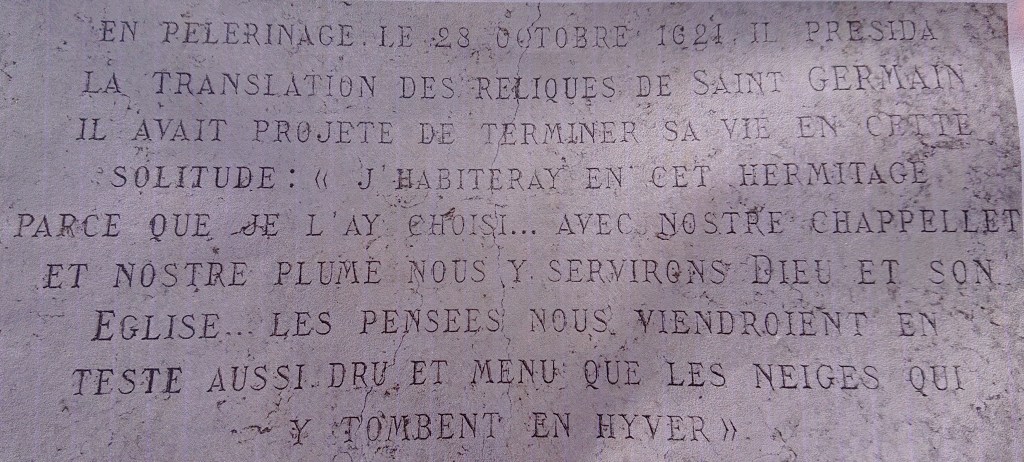 EN PELERINAGE. LE 28 OCTOBRE 1621, IL PRESIDA
LA TRANSLATION DES RELIQUES DE SAINT GERMAIN
IL AVAIT PROJETE DE TERMINER SA VIE EN CETTE
SOLITUDE : « J'HABITERAY EN CET HERMITAGE
PARCE QUE JE L'AY CHOISI... AVEC NOSTRE CHAPPELLET
ET NOSTRE PLUME NOUS Y SERVIRONS DIEU ET SON
EGLISE... LES PENSEES NOUS VIENDROIENT EN
TESTE AUSSI DRU ET MENU QUE LES NEIGES QUI
Y TOMBENT EN HYVER »